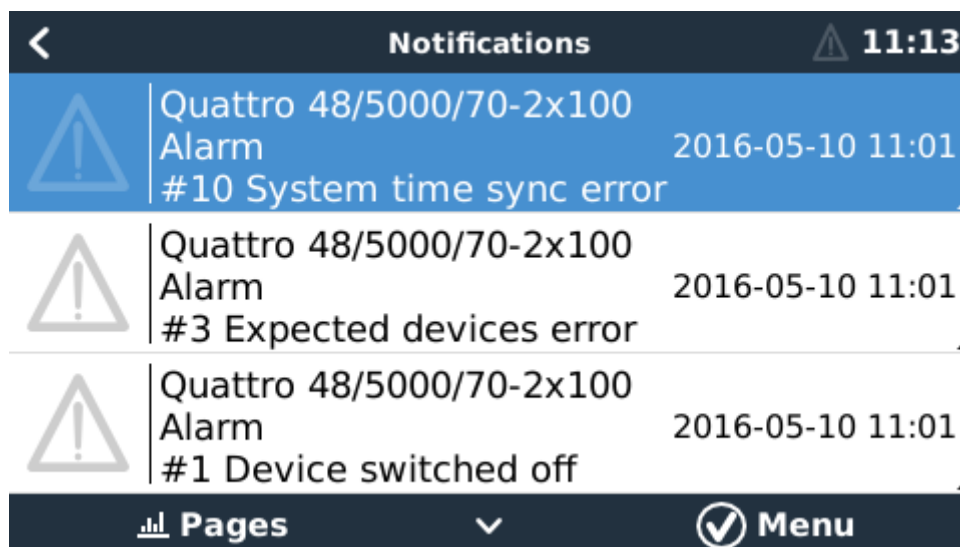 Notifications
11:13
Quattro 48/5000/70-2x100
Alarm
2016-05-10 11:01
#10 System time sync error
Quattro 48/5000/70-2x100
Alarm
2016-05-10 11:01
#3 Expected devices error
Quattro 48/5000/70-2x100
Alarm
2016-05-10 11:01
#1 Device switched off
Pages
Menu